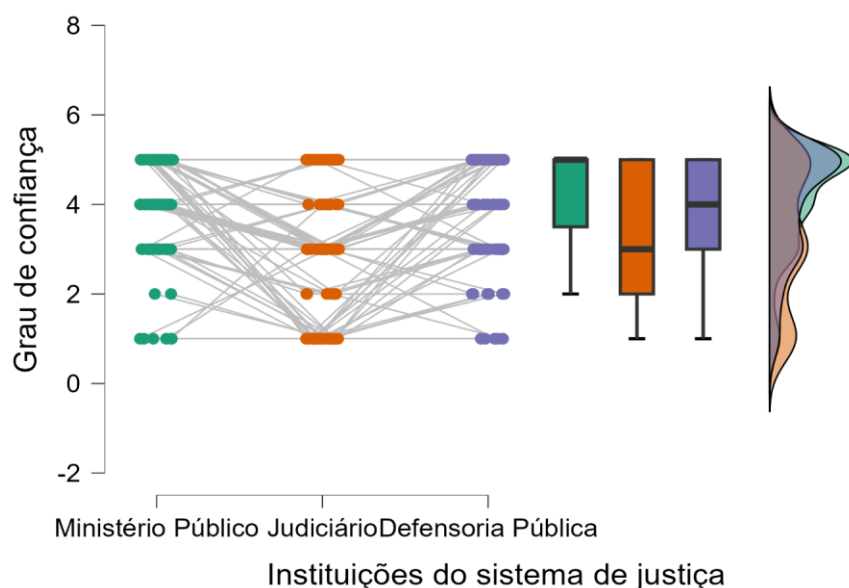 8
6
4
2
0
-2
Grau de confiança
Ministério Público JudiciárioDefensoria Pública
Instituições do sistema de justiça